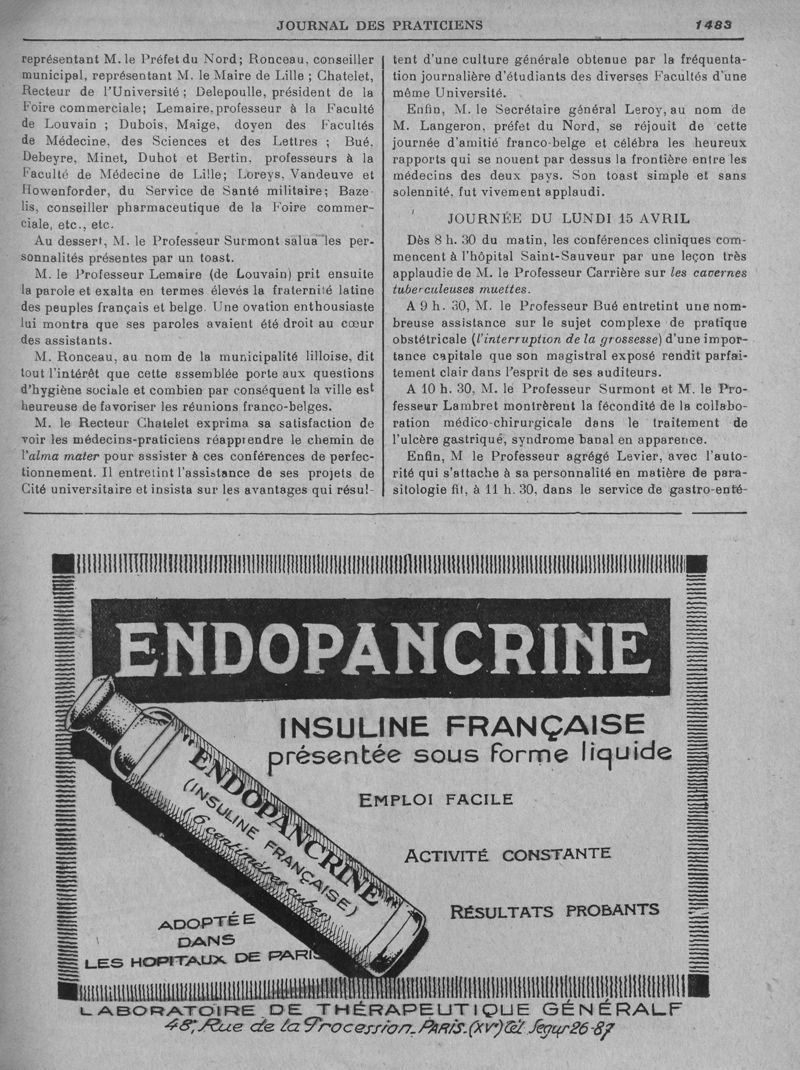 JOURNAL DES PRATICIENS 1483
représentant M. le Préfet du Nord; Ronceau, conseiller
municipal, représentant M. le Maire de Lille ; Chatelet,
Recteur de l'Université ; Delepoulle, président de la
Foire commerciale; Lemaire, professeur à la Faculté
de Louvain ; Dubois, Maige, doyen des Facultés
de Médecine, des Sciences et des Lettres ; Bué,
Debeyre, Minet, Duhot et Bertin, professeurs à la
Faculté de Médecine de Lille; Loreys, Vandeuve et
Howenforder, du Service de Santé militaire; Baze-
lis, conseiller pharmaceutique de la Foire commer-
ciale, etc., etc.
Au dessert, M. le Professeur Surmont salua les per-
sonnalités présentes par un toast.
M. le Professeur Lemaire (de Louvain) prit ensuite
la parole et exalta en termes élevés la fraternité latine
des peuples français et belge. Une ovation enthousiaste
lui montra que ses paroles avaient été droit au cœur
des assistants.
M. Ronceau, au nom de la municipalité lilloise, dit
tout l'intérêt que cette assemblée porte aux questions
d'hygiène sociale et combien par conséquent la ville est
heureuse de favoriser les réunions franco-belges.
M. le Recteur Chatelet exprima sa satisfaction de
voir les médecins-praticiens réapprendre le chemin de
l'alma mater pour assister à ces conférences de perfec-
tionnement. Il entretint l'assistance de ses projets de
Cité universitaire et insista sur les avantages qui résul-
tent d'une culture générale obtenue par la fréquenta-
tion journalière d'étudiants des diverses Facultés d'une
même Université.
Enfin, M. le Secrétaire général Leroy, au nom de
M. Langeron, préfet du Nord, se réjouit de cette
journée d'amitié franco-belge et célébra les heureux
rapports qui se nouent par dessus la frontière entre les
médecins des deux pays. Son toast simple et sans
solennité, fut vivement applaudi.
JOURNÉE DU LUNDI 15 AVRIL
Dès 8 h. 30 du matin, les conférences cliniques com-
mencent à l'hôpital Saint-Sauveur par une leçon très
applaudie de M. le Professeur Carrière sur les cavernes
tuberculeuses muettes.
A 9 h. 30, M. le Professeur Bué entretint une nom-
breuse assistance sur le sujet complexe de pratique
obstétricale (l'interruption de la grossesse) d'une impor-
tance capitale que son magistral exposé rendit parfai-
tement clair dans l'esprit de ses auditeurs.
A 10 h. 30, M. le Professeur Surmont et M. le Pro-
fesseur Lambret montrèrent la fécondité de la collabo-
ration médico-chirurgicale dans le traitement de
l'ulcère gastrique, syndrome banal en apparence.
Enfin, M le Professeur agrégé Levier, avec l'auto-
rité qui s'attache à sa personnalité en matière de para-
sitologie fit, à 11 h. 30, dans le service de gastro-enté-
ENDOPANCRINE
INSULINE FRANÇAISE
présentée sous forme liquide
EMPLOI FACILE
ACTIVITÉ CONSTANTE
RÉSULTATS PROBANTS
"ENDOPANCRINE"
(INSULINE FRANÇAISE)
(6 centimètres cubes)
ADOPTÉE
DANS
LES HOPITAUX DE PARIS
LABORATOIRE DE THÉRAPEUTIQUE GÉNÉRALE
48, Rue de la Procession_ PARIS_(XVe) Tél. Ségur 26-87